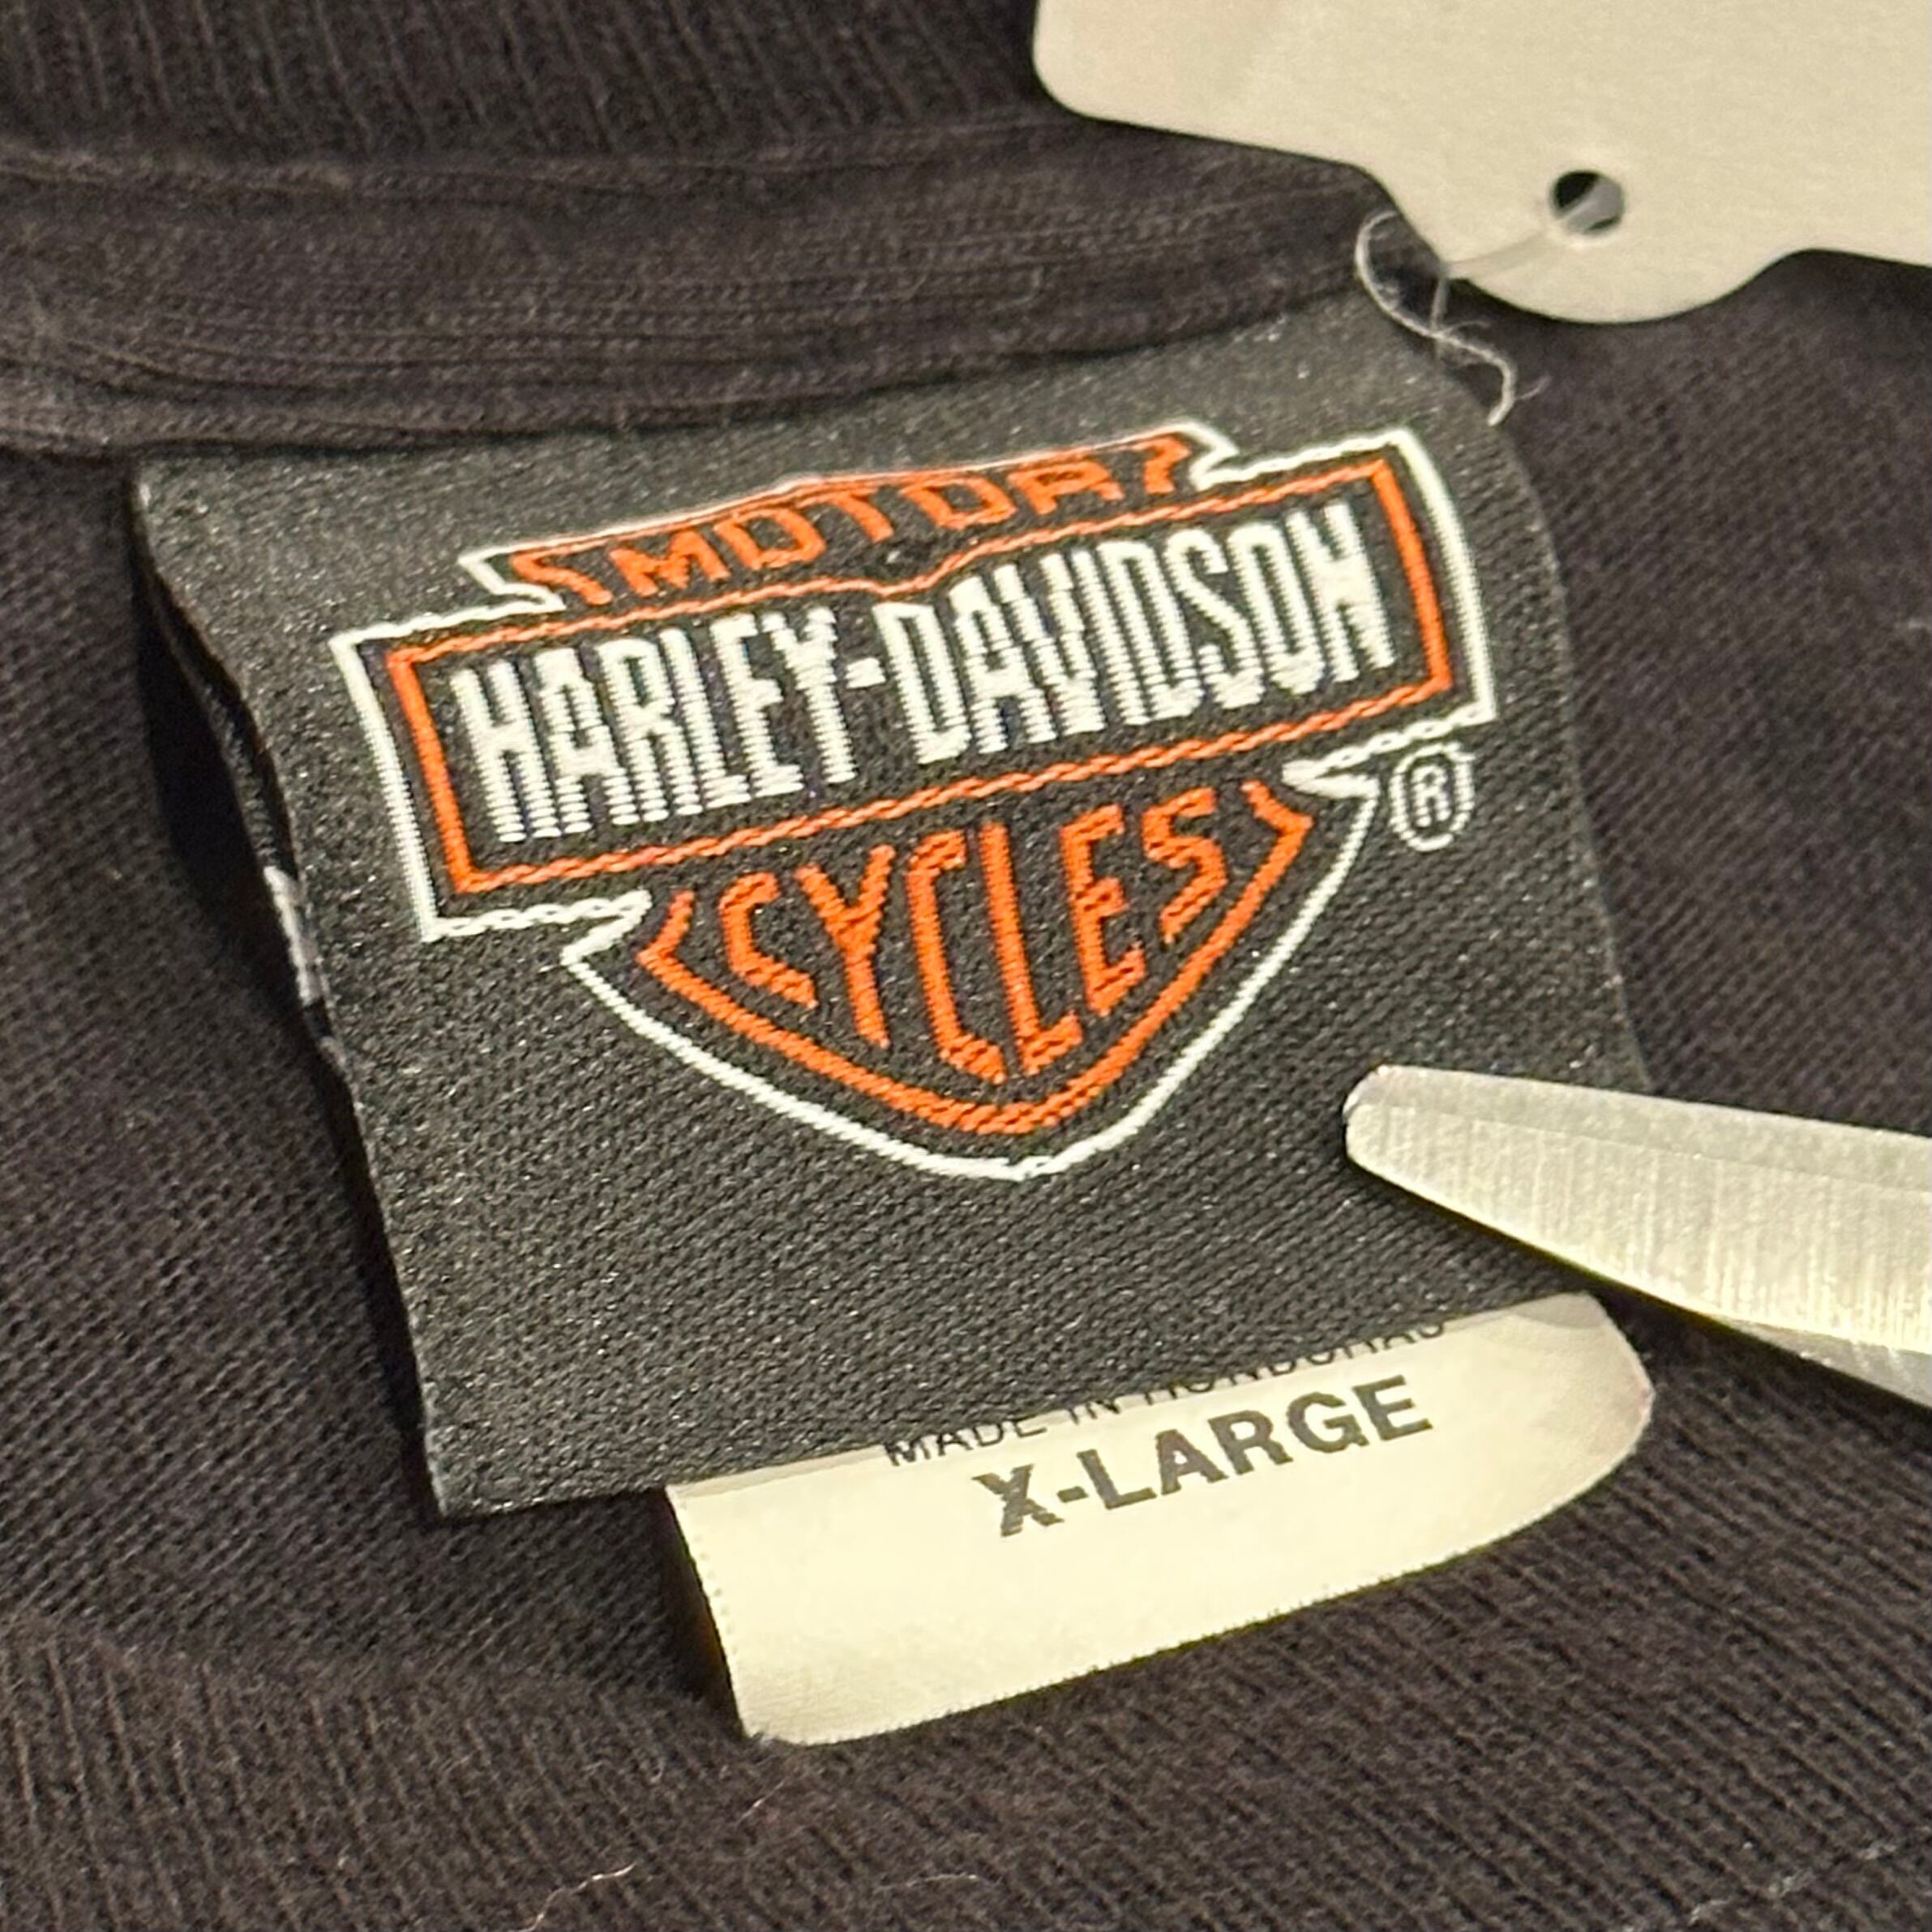 MOTOR
HARLEY-DAVIDSON
CYCLES
®
MADE IN HONDURAS
X-LARGE